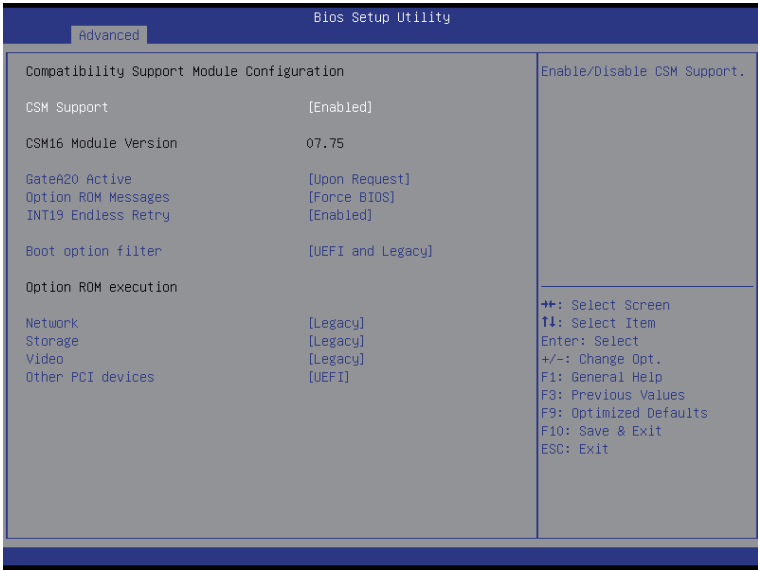 Bios Setup Utility
Advanced
Compatibility Support Module Configuration
CSM Support [Enabled]
CSM16 Module Version 07.75
GateA20 Active [Upon Request]
Option ROM Messages [Force BIOS]
INT19 Endless Retry [Enabled]
Boot option filter [UEFI and Legacy]
Option ROM execution
Network [Legacy]
Storage [Legacy]
Video [Legacy]
Other PCI devices [UEFI]
Enable/Disable CSM Support.
→←: Select Screen
↑↓: Select Item
Enter: Select
+/-: Change Opt.
F1: General Help
F3: Previous Values
F9: Optimized Defaults
F10: Save & Exit
ESC: Exit